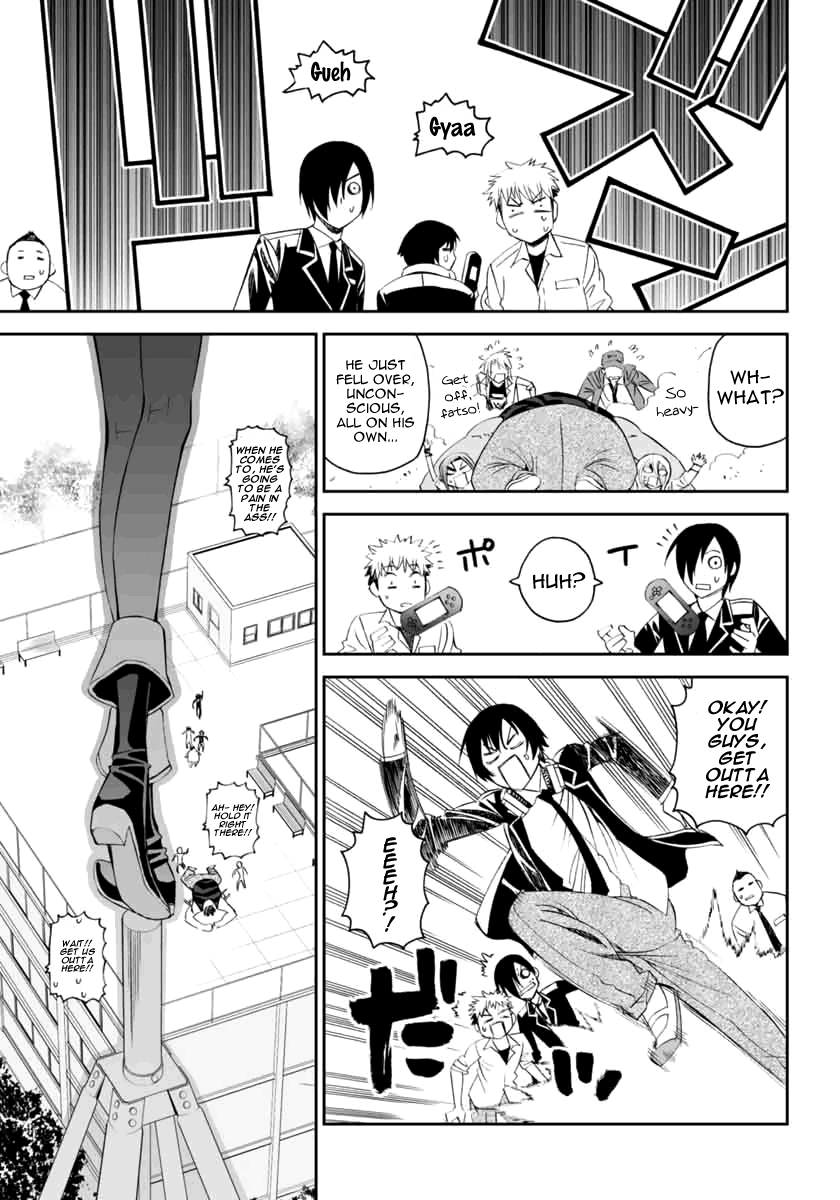 Gueh
Gyaa
WH-
WHAT?
So
heavy-
Get
off,
fatso!
HE JUST
FELL OVER,
UNCON-
SCIOUS,
ALL ON HIS
OWN...
ポイ
HUH?
OKAY!
YOU
GUYS,
GET
OUTTA
HERE!!
EEEH?!
だっ
WHEN HE
COMES
TO, HE'S
GOING
TO BE A
PAIN IN
THE
ASS!!
AH- HEY!
HOLD IT
RIGHT
THERE!!
WAIT!!
GET US
OUTTA
HERE!!